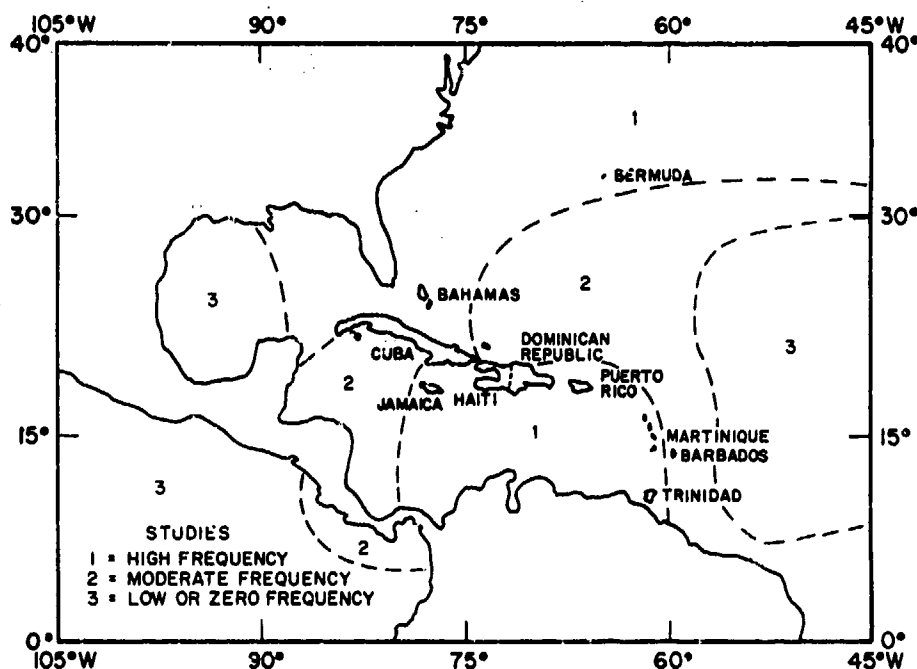 105°W 90° 75° 60° 45°W
40° 40°
1
BERMUDA
30° 30°
2
3
BAHAMAS
3
CUBA
DOMINICAN
REPUBLIC
2
JAMAICA HAITI
PUERTO
RICO
1
15° 15°
MARTINIQUE
BARBADOS
3
TRINIDAD
STUDIES
1 = HIGH FREQUENCY
2 = MODERATE FREQUENCY
3 = LOW OR ZERO FREQUENCY
2
0° 0°
105°W 90° 75° 60° 45°W